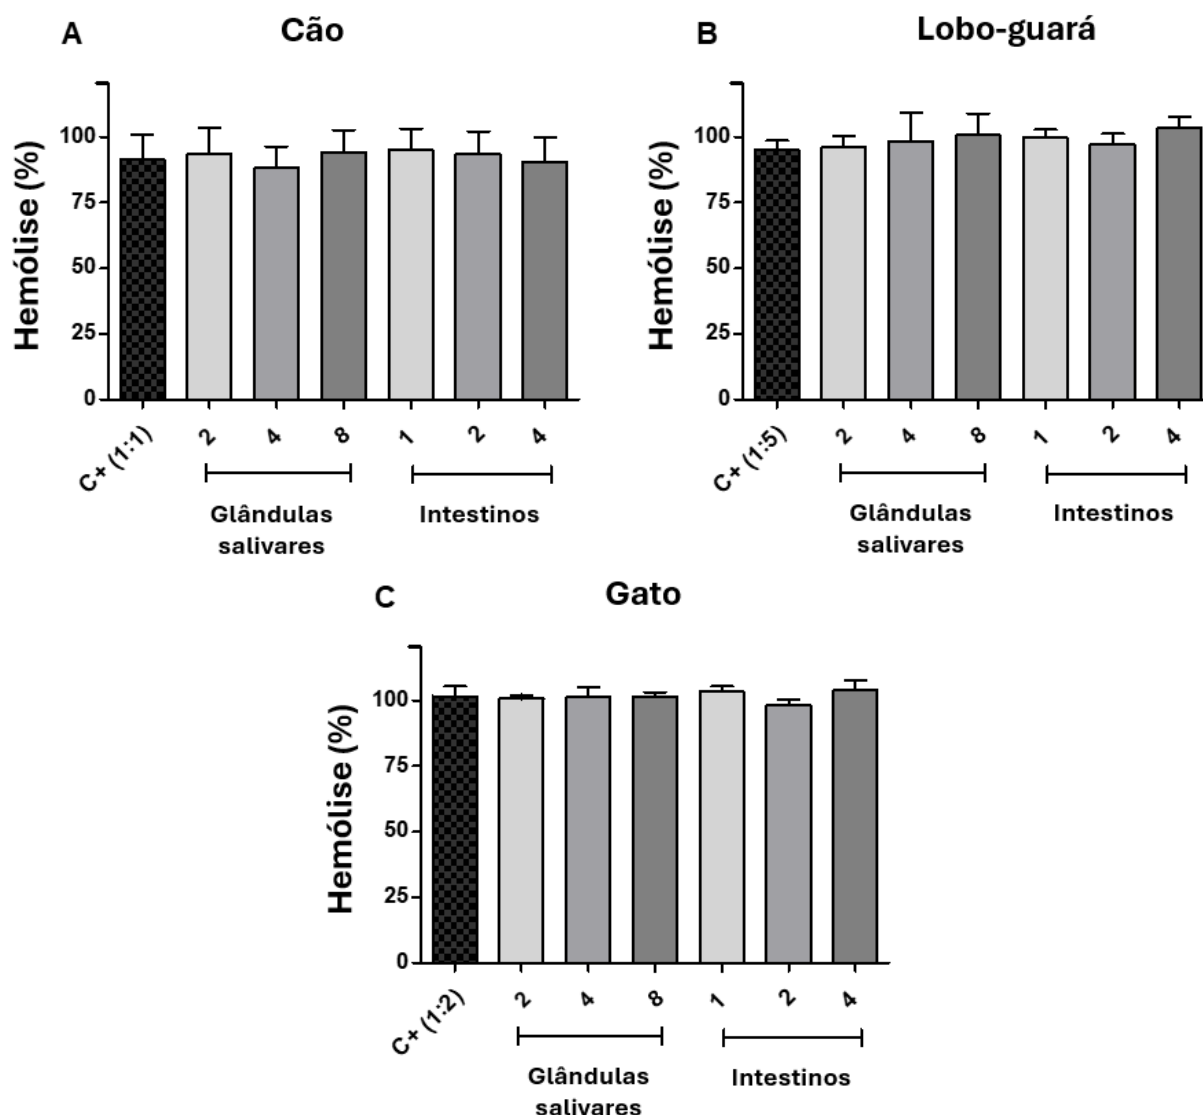 A
Cão
Hemólise (%)
100
75
50
25
0
C+ (1:1)
2
4
8
1
2
4
Glândulas
salivares
Intestinos
B
Lobo-guará
Hemólise (%)
100
75
50
25
0
C+ (1:5)
2
4
8
1
2
4
Glândulas
salivares
Intestinos
C
Gato
Hemólise (%)
100
75
50
25
0
C+ (1:2)
2
4
8
1
2
4
Glândulas
salivares
Intestinos